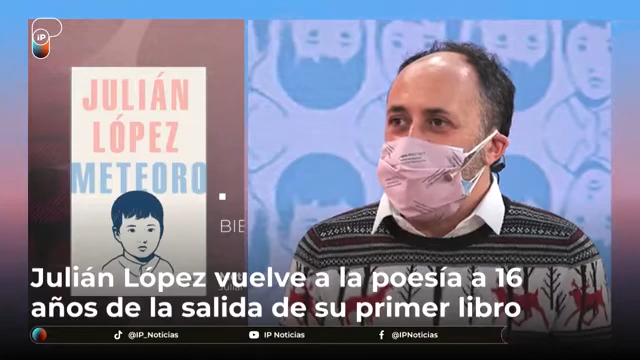 iP
JULIÁN
LÓPEZ
METEORO
BIE
Julián López vuelve a la poesía a 16
años de la salida de su primer libro
@IP_Noticias
IP Noticias
@IPNoticias